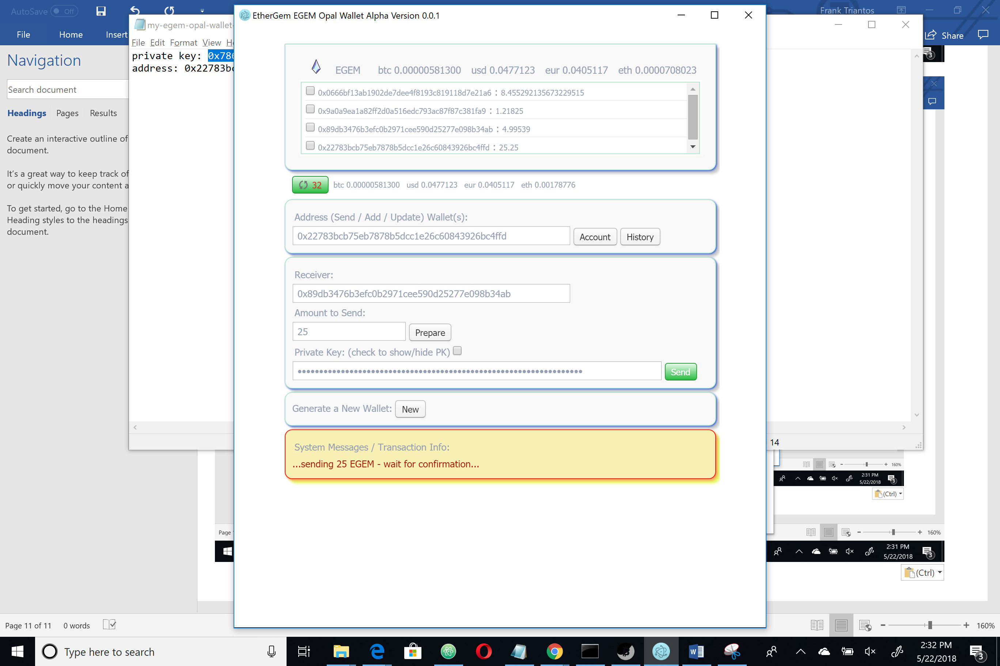 AutoSave Off
Frank Triantos
File Home Insert
Share
Navigation
Search document
Headings Pages Results
Create an interactive outline of
document.
It's a great way to keep track of
or quickly move your content a
To get started, go to the Home
Heading styles to the headings
document.
my-egem-opal-wallet-
File Edit Format View He
private key: 0x786
address: 0x22783bc
EtherGem EGEM Opal Wallet Alpha Version 0.0.1
EGEM btc 0.00000581300 usd 0.0477123 eur 0.0405117 eth 0.0000708023
0x0666bf13ab1902de7dee4f8193c819118d7e21a6 : 8.455292135673229515
0x9a0a9ea1a82ff2d0a516edc793ac87f87c381fa9 : 1.21825
0x89db3476b3efc0b2971cee590d25277e098b34ab : 4.99539
0x22783bcb75eb7878b5dcc1e26c60843926bc4ffd : 25.25
32 btc 0.00000581300 usd 0.0477123 eur 0.0405117 eth 0.00178776
Address (Send / Add / Update) Wallet(s):
0x22783bcb75eb7878b5dcc1e26c60843926bc4ffd Account History
Receiver:
0x89db3476b3efc0b2971cee590d25277e098b34ab
Amount to Send:
25 Prepare
Private Key: (check to show/hide PK)
Send
Generate a New Wallet: New
System Messages / Transaction Info:
...sending 25 EGEM - wait for confirmation...
3
14
160%
2:31 PM
5/22/2018
3
(Ctrl)
Page 1
160%
2:31 PM
5/22/2018
3
(Ctrl)
Page 11 of 11 0 words
160%
Type here to search
2:32 PM
5/22/2018
3